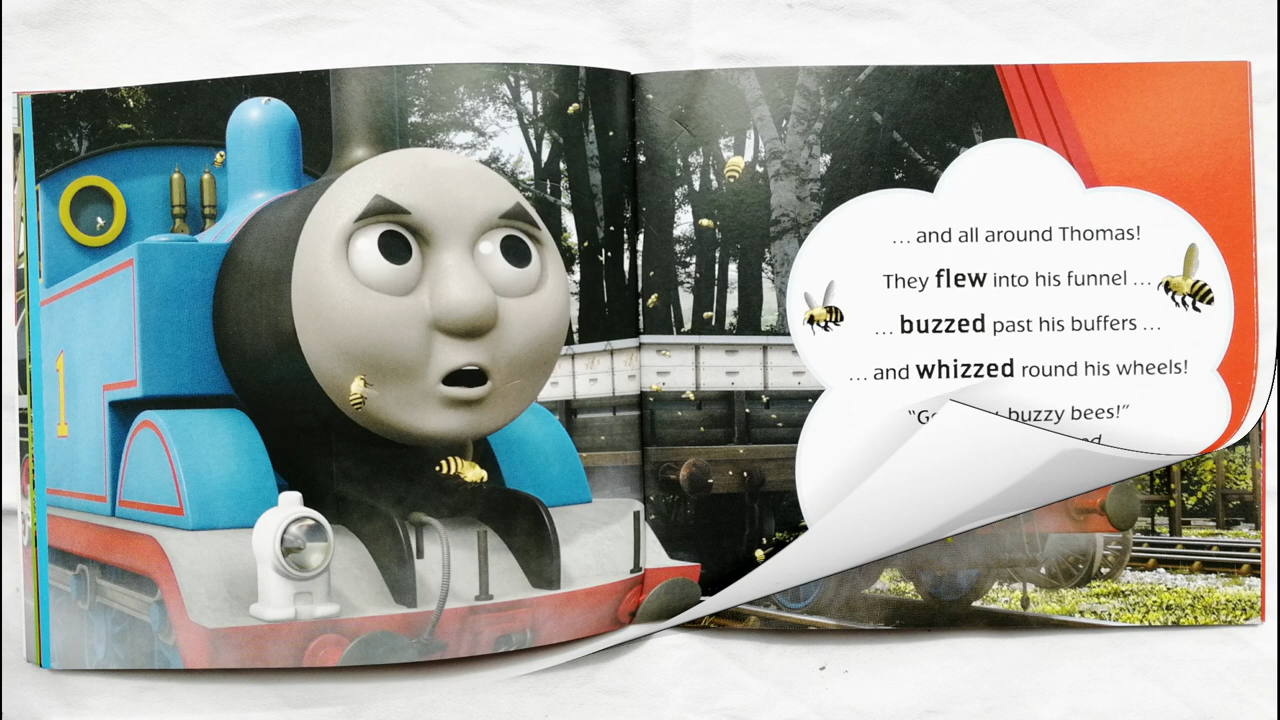 1
... and all around Thomas!
They flew into his funnel ...
... buzzed past his buffers ...
... and whizzed round his wheels!
buzzy bees!”